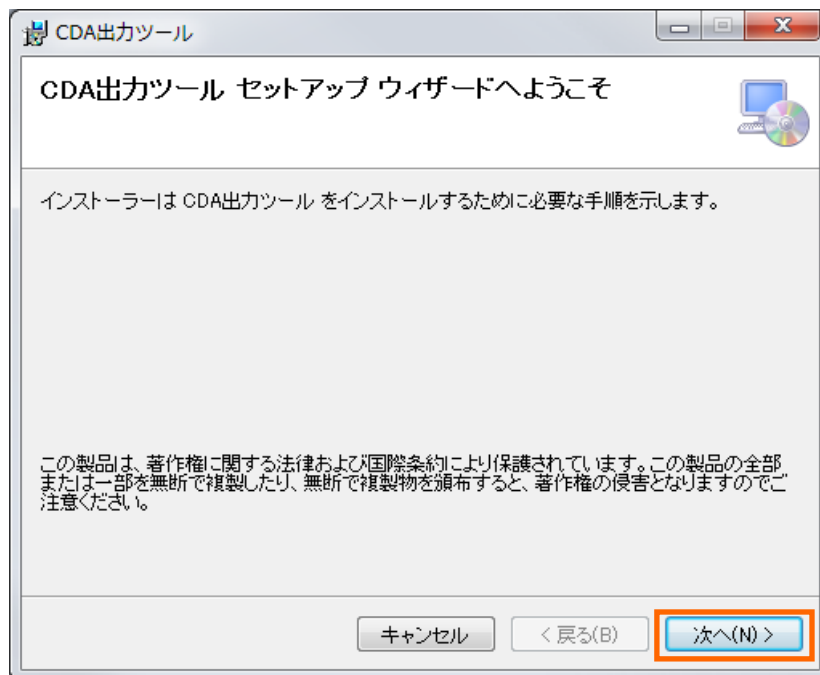 CDA出力ツール
CDA出力ツール セットアップ ウィザードへようこそ
インストーラーは CDA出力ツール をインストールするために必要な手順を示します。
この製品は、著作権に関する法律および国際条約により保護されています。この製品の全部
または一部を無断で複製したり、無断で複製物を頒布すると、著作権の侵害となりますのでご
注意ください。
キャンセル
< 戻る(B)
次へ(N) >